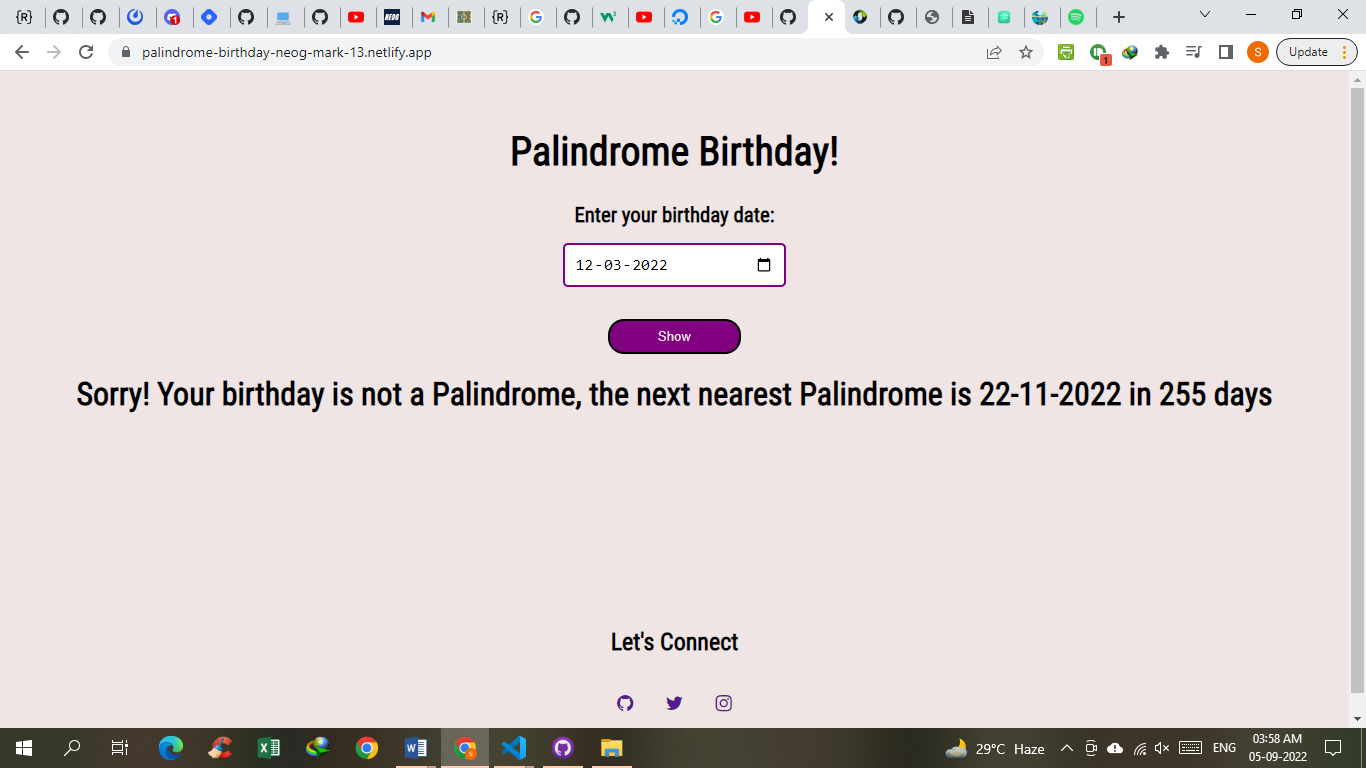 palindrome-birthday-neog-mark-13.netlify.app
1
S
Update
Palindrome Birthday!
Enter your birthday date:
12-03-2022
Show
Sorry! Your birthday is not a Palindrome, the next nearest Palindrome is 22-11-2022 in 255 days
Let's Connect
29°C Haze
ENG
03:58 AM
05-09-2022